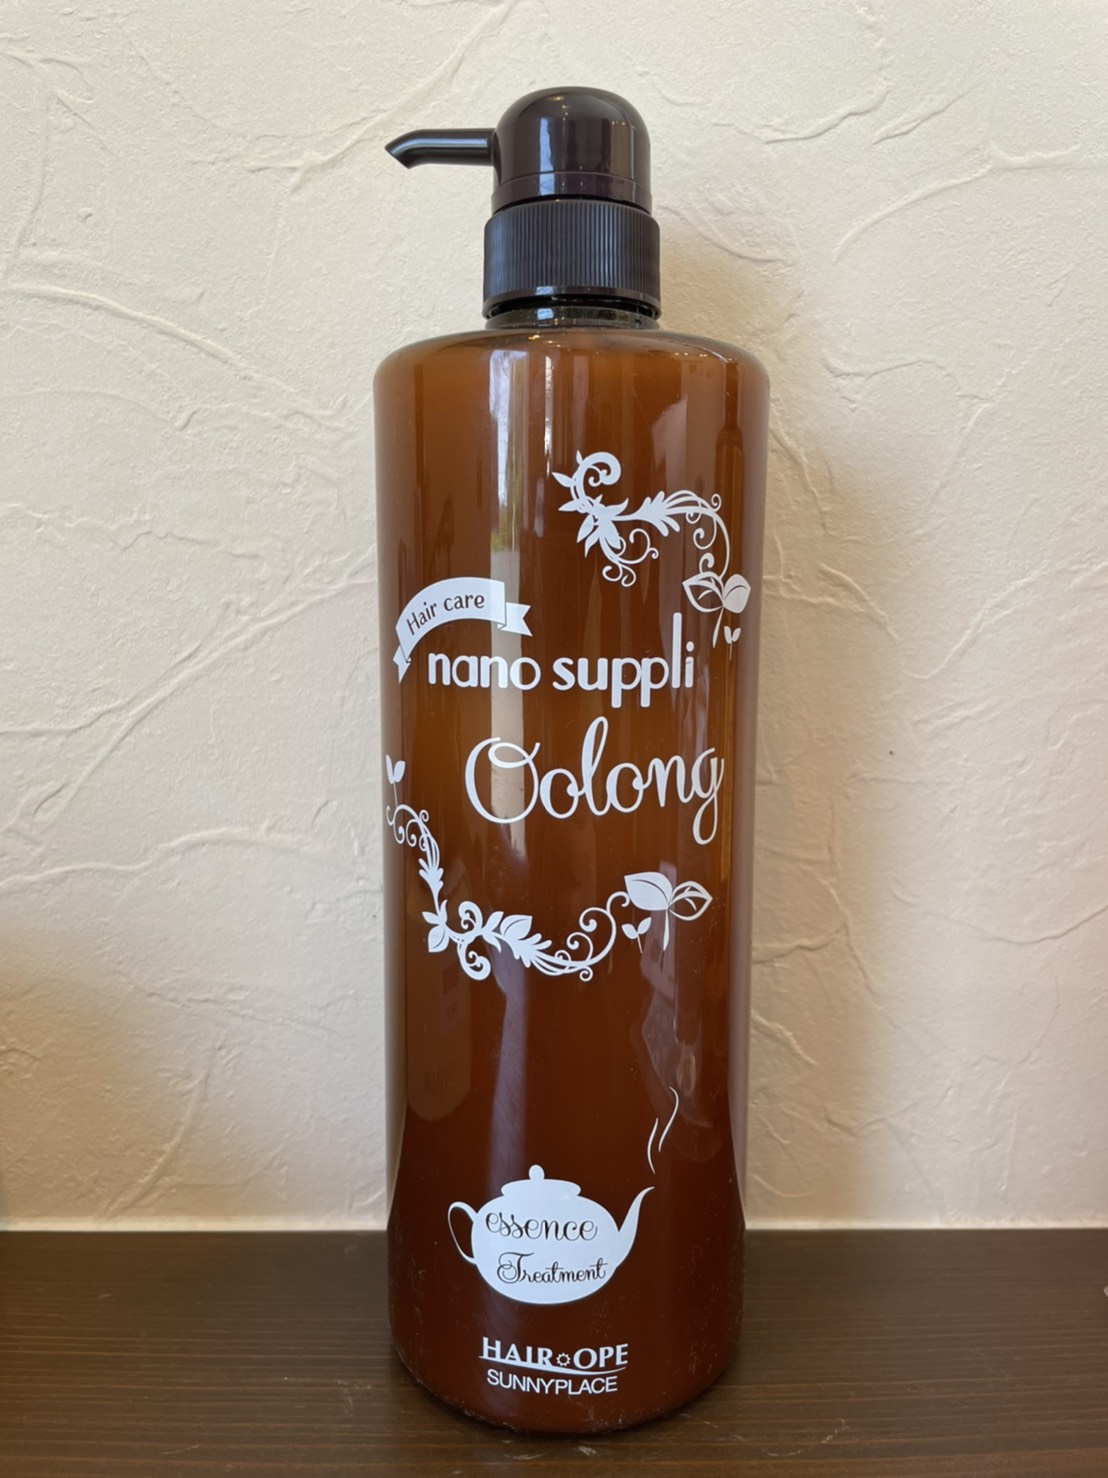 Hair care
nano suppli
Oolong
essence
Treatment
HAIR OPE
SUNNYPLACE